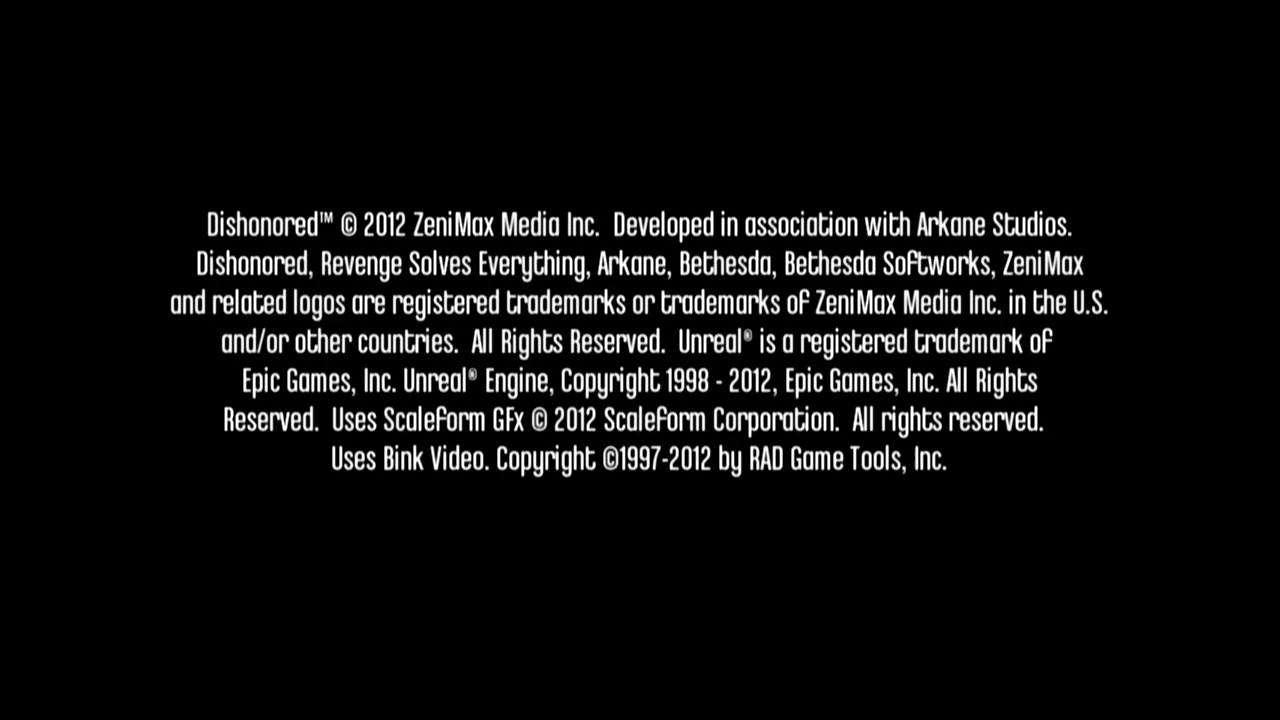 Dishonored™ © 2012 ZeniMax Media Inc.  Developed in association with Arkane Studios.
Dishonored, Revenge Solves Everything, Arkane, Bethesda, Bethesda Softworks, ZeniMax
and related logos are registered trademarks or trademarks of ZeniMax Media Inc. in the U.S.
and/or other countries.  All Rights Reserved.  Unreal® is a registered trademark of
Epic Games, Inc. Unreal® Engine, Copyright 1998 - 2012, Epic Games, Inc. All Rights
Reserved.  Uses Scaleform GFx © 2012 Scaleform Corporation.  All rights reserved.
Uses Bink Video. Copyright ©1997-2012 by RAD Game Tools, Inc.